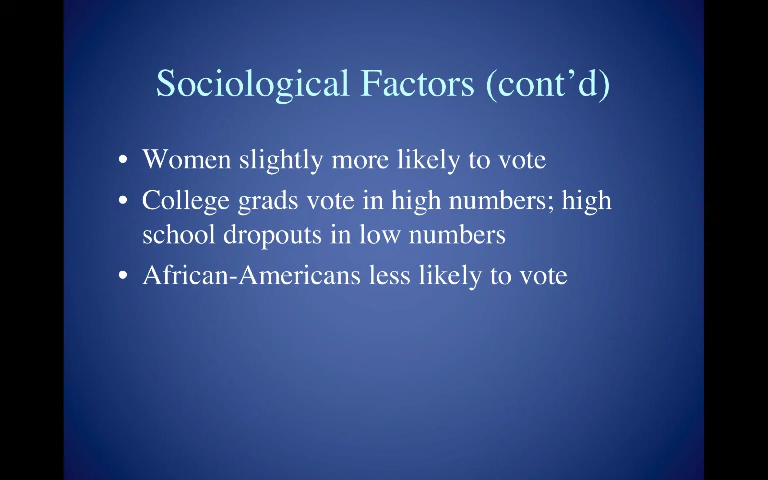 Sociological Factors (cont’d)
• Women slightly more likely to vote
• College grads vote in high numbers; high
school dropouts in low numbers
• African-Americans less likely to vote